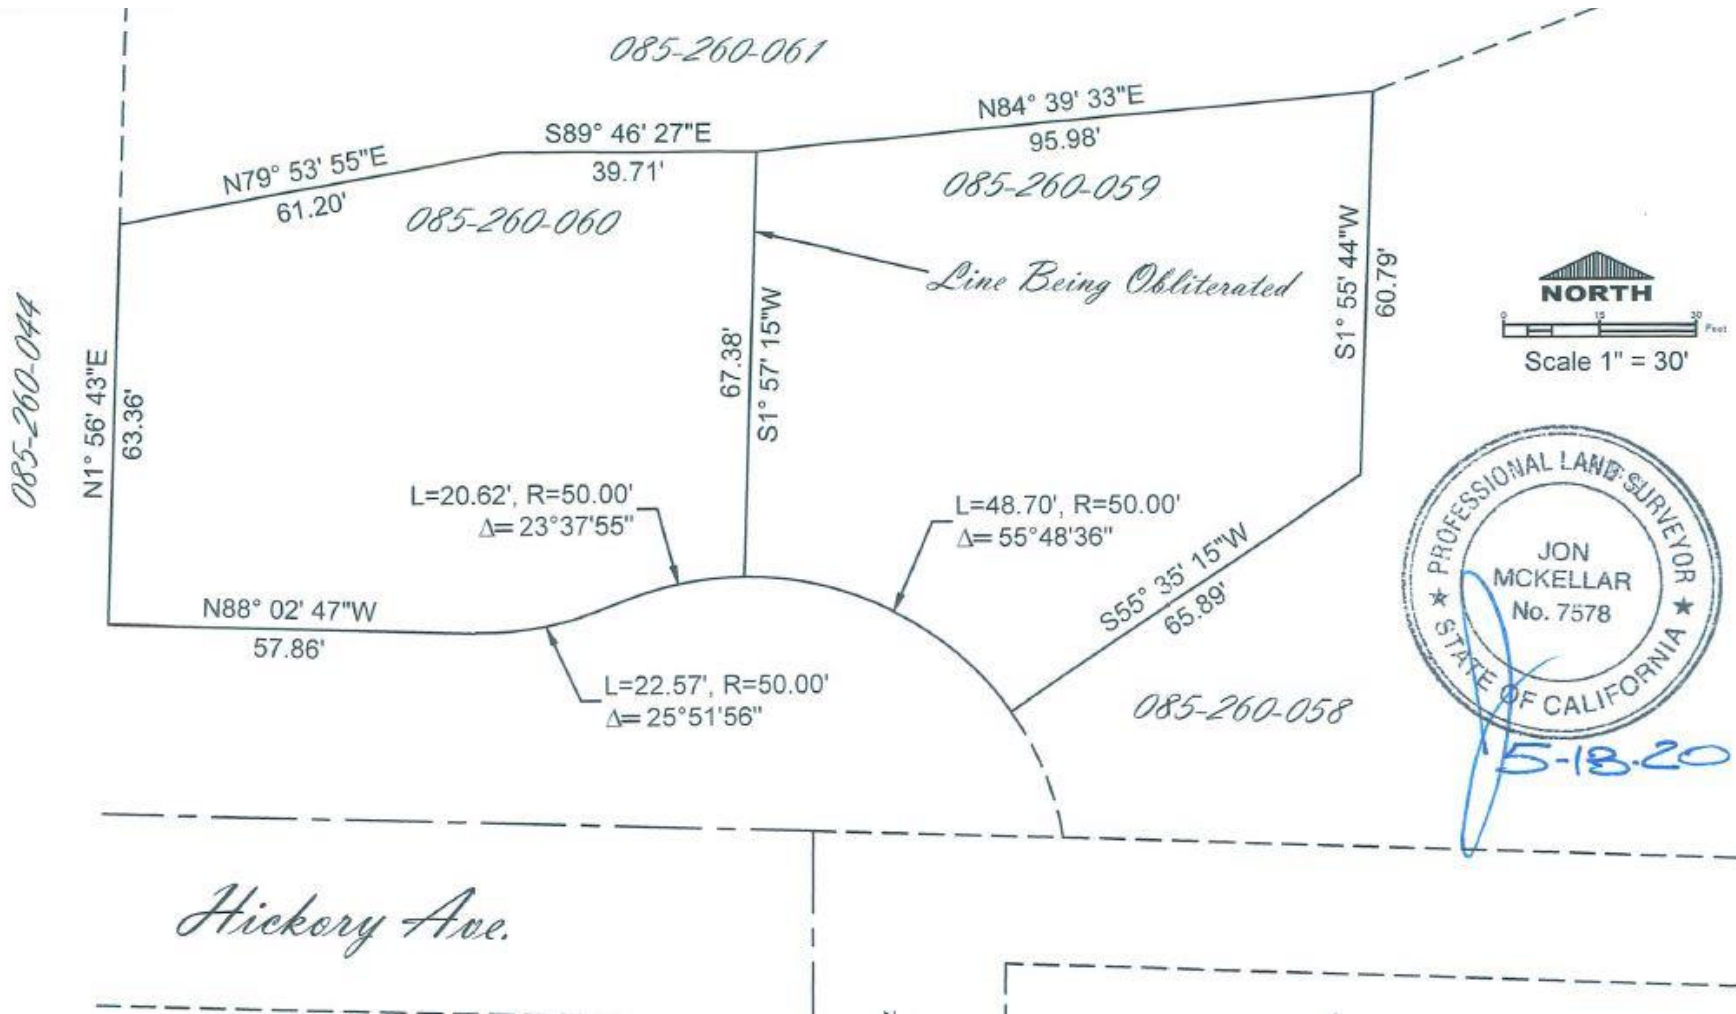 085-260-061
N84° 39' 33"E
95.98'
S89° 46' 27"E
39.71'
N79° 53' 55"E
61.20'
085-260-060
085-260-059
Line Being Obliterated
S1° 55' 44"W
60.79'
NORTH
0 15 30 Feet
Scale 1" = 30'
085-260-044
N1° 56' 43"E
63.36'
67.38'
S1° 57' 15"W
L=20.62', R=50.00'
Δ= 23°37'55"
L=48.70', R=50.00'
Δ= 55°48'36"
S55° 35' 15"W
65.89'
N88° 02' 47"W
57.86'
L=22.57', R=50.00'
Δ= 25°51'56"
085-260-058
PROFESSIONAL LAND SURVEYOR
JON
MCKELLAR
No. 7578
STATE OF CALIFORNIA
5-18-20
Hickory Ave.